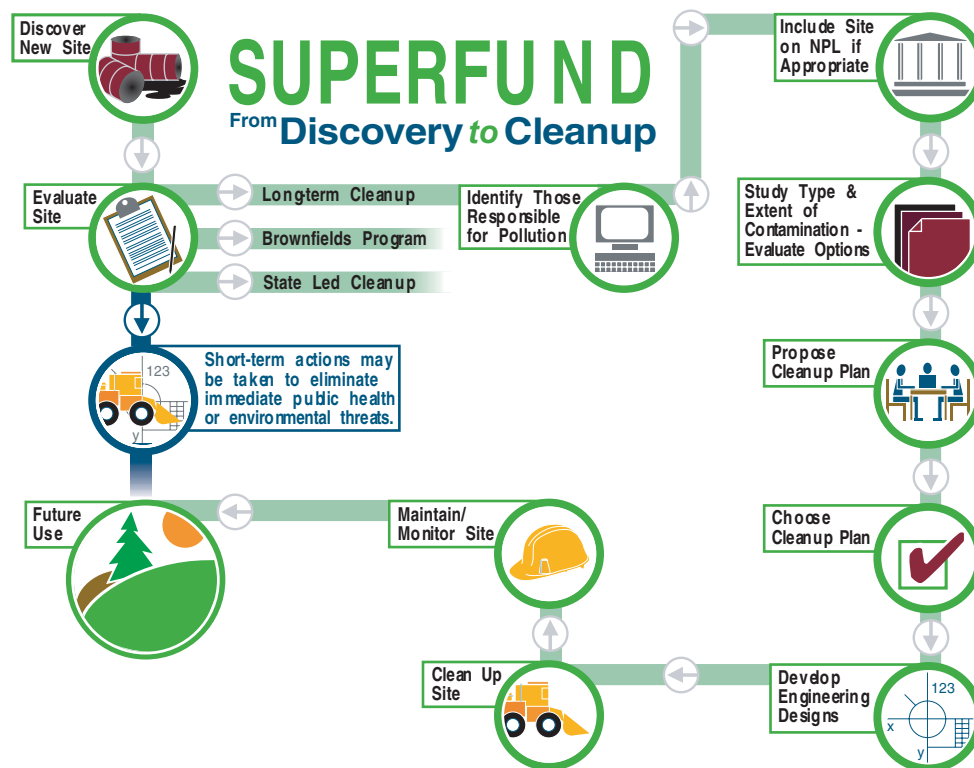 Discover
New Site
SUPERFUND
From Discovery to Cleanup
Include Site
on NPL if
Appropriate
Evaluate
Site
Long-term Cleanup
Brownfields Program
State Led Cleanup
Identify Those
Responsible
for Pollution
Study Type &
Extent of
Contamination -
Evaluate Options
123
y
Short-term actions may
be taken to eliminate
immediate public health
or environmental threats.
Propose
Cleanup Plan
Choose
Cleanup Plan
Develop
Engineering
Designs
123
x
y
Clean Up
Site
Maintain/
Monitor Site
Future
Use